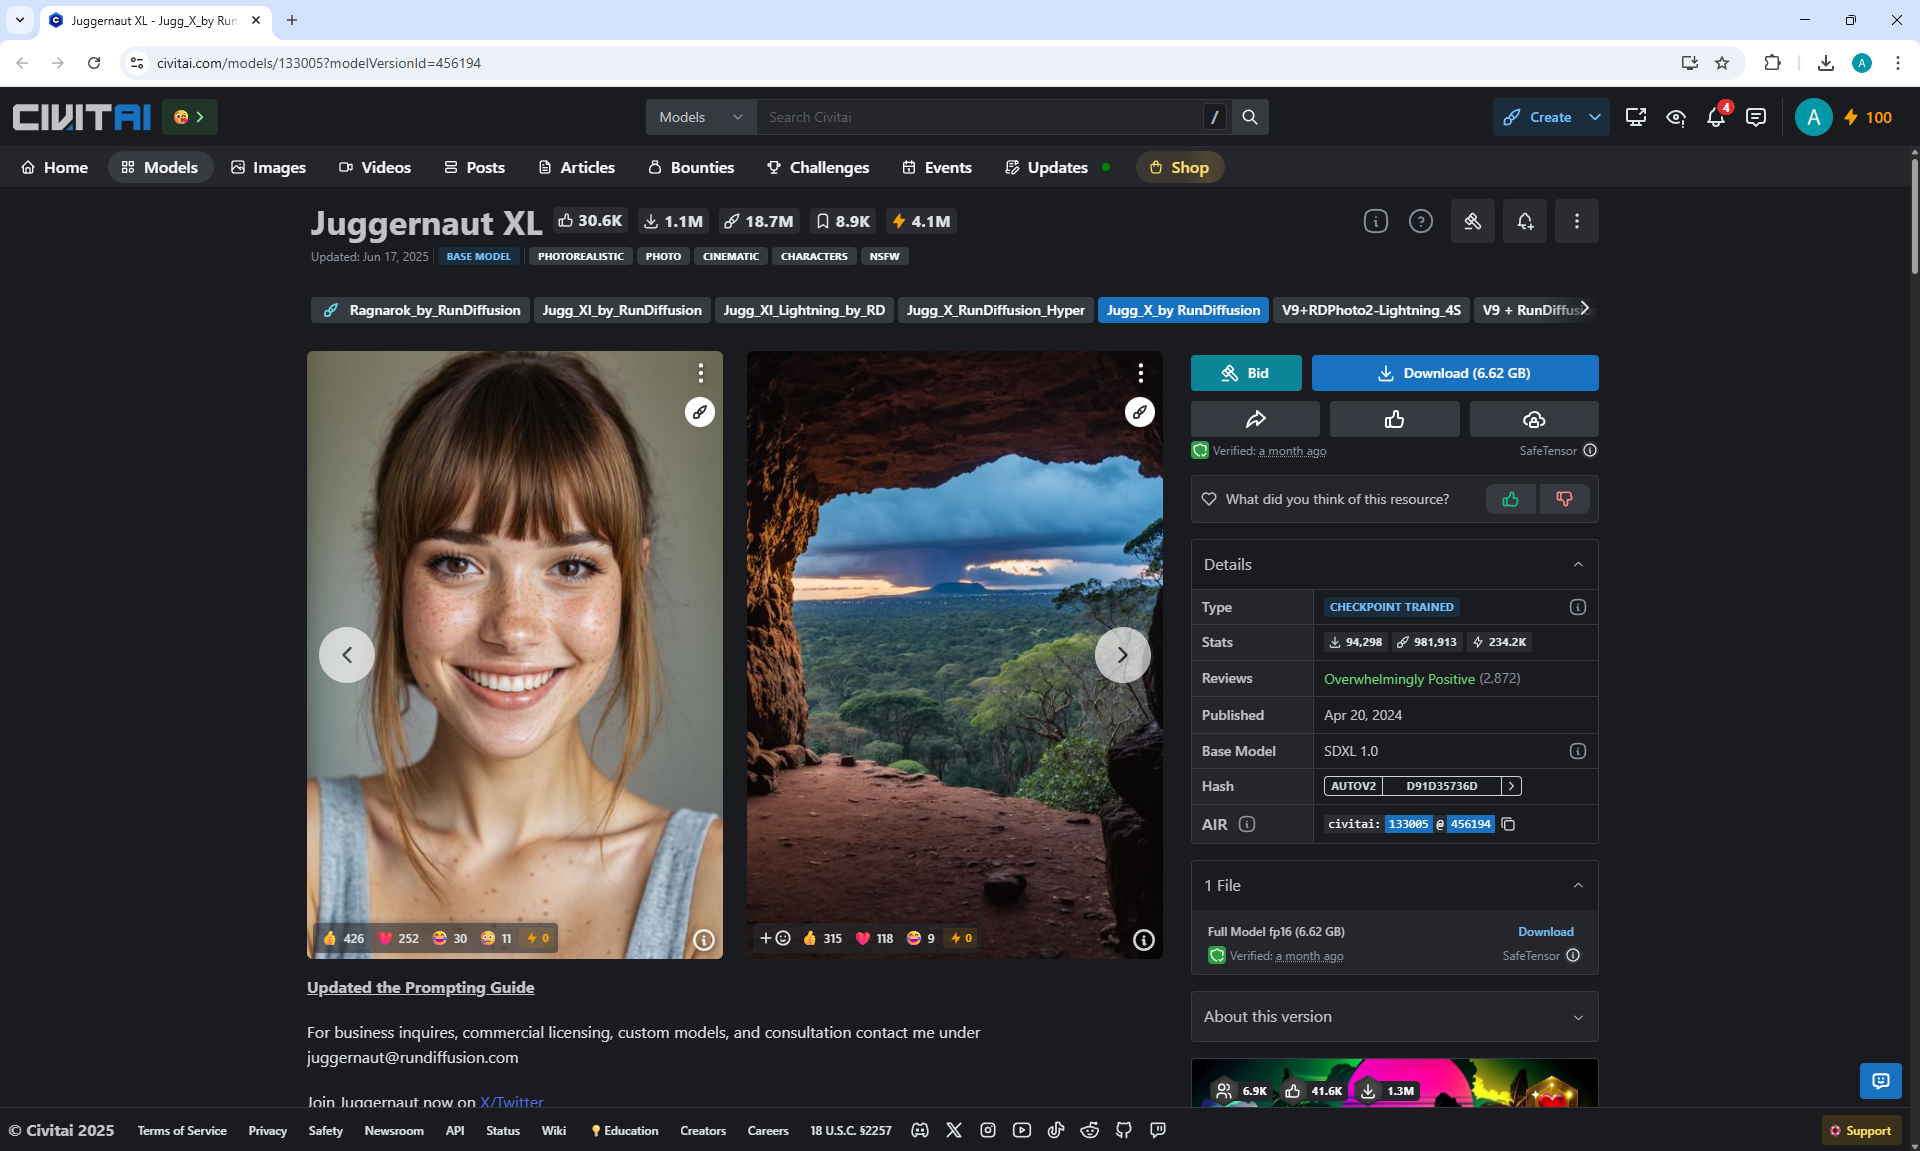 Juggernaut XL - Jugg_X_by Run
civitai.com/models/133005?modelVersionId=456194
A
CIVITAI
Models
Search Civitai
/
Create
4
A
100
Home
Models
Images
Videos
Posts
Articles
Bounties
Challenges
Events
Updates
Shop
Juggernaut XL
30.6K
1.1M
18.7M
8.9K
4.1M
Updated: Jun 17, 2025
BASE MODEL
PHOTOREALISTIC
PHOTO
CINEMATIC
CHARACTERS
NSFW
Ragnarok_by_RunDiffusion
Jugg_XI_by_RunDiffusion
Jugg_XI_Lightning_by_RD
Jugg_X_RunDiffusion_Hyper
Jugg_X_by RunDiffusion
V9+RDPhoto2-Lightning_4S
V9 + RunDiffusion
Bid
Download (6.62 GB)
Verified: a month ago
SafeTensor
What did you think of this resource?
Details
Type
CHECKPOINT TRAINED
Stats
94,298
981,913
234.2K
Reviews
Overwhelmingly Positive (2,872)
Published
Apr 20, 2024
Base Model
SDXL 1.0
Hash
AUTOV2
D91D35736D
AIR
civitai: 133005 @ 456194
1 File
Full Model fp16 (6.62 GB)
Download
Verified: a month ago
SafeTensor
About this version
6.9K
41.6K
1.3M
426
252
30
11
0
315
118
9
0
Updated the Prompting Guide
For business inquires, commercial licensing, custom models, and consultation contact me under
juggernaut@rundiffusion.com
Join Juggernaut now on X/Twitter
© Civitai 2025
Terms of Service
Privacy
Safety
Newsroom
API
Status
Wiki
Education
Creators
Careers
18 U.S.C. §2257
Support